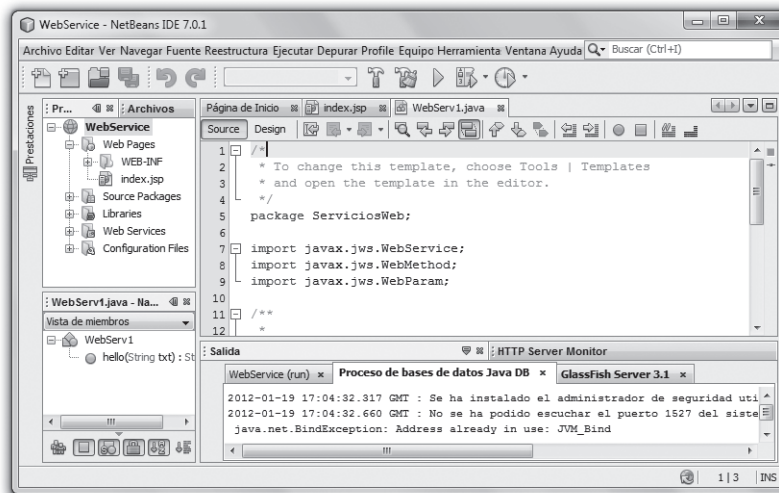 WebService - NetBeans IDE 7.0.1
Archivo Editar Ver Navegar Fuente Reestructura Ejecutar Depurar Profile Equipo Herramienta Ventana Ayuda Buscar (Ctrl+I)
Prestaciones
Pr... Archivos
WebService
Web Pages
WEB-INF
index.jsp
Source Packages
Libraries
Web Services
Configuration Files
WebServ1.java - Na...
Vista de miembros
WebServ1
hello(String txt) : St
Página de Inicio index.jsp WebServ1.java
Source Design
1 /*
2 * To change this template, choose Tools | Templates
3 * and open the template in the editor.
4 */
5 package ServiciosWeb;
6
7 import javax.jws.WebService;
8 import javax.jws.WebMethod;
9 import javax.jws.WebParam;
10
11 /**
12 *
Salida HTTP Server Monitor
WebService (run) Proceso de bases de datos Java DB GlassFish Server 3.1
2012-01-19 17:04:32.317 GMT : Se ha instalado el administrador de seguridad uti
2012-01-19 17:04:32.660 GMT : No se ha podido escuchar el puerto 1527 del siste
java.net.BindException: Address already in use: JVM_Bind
1|3 INS